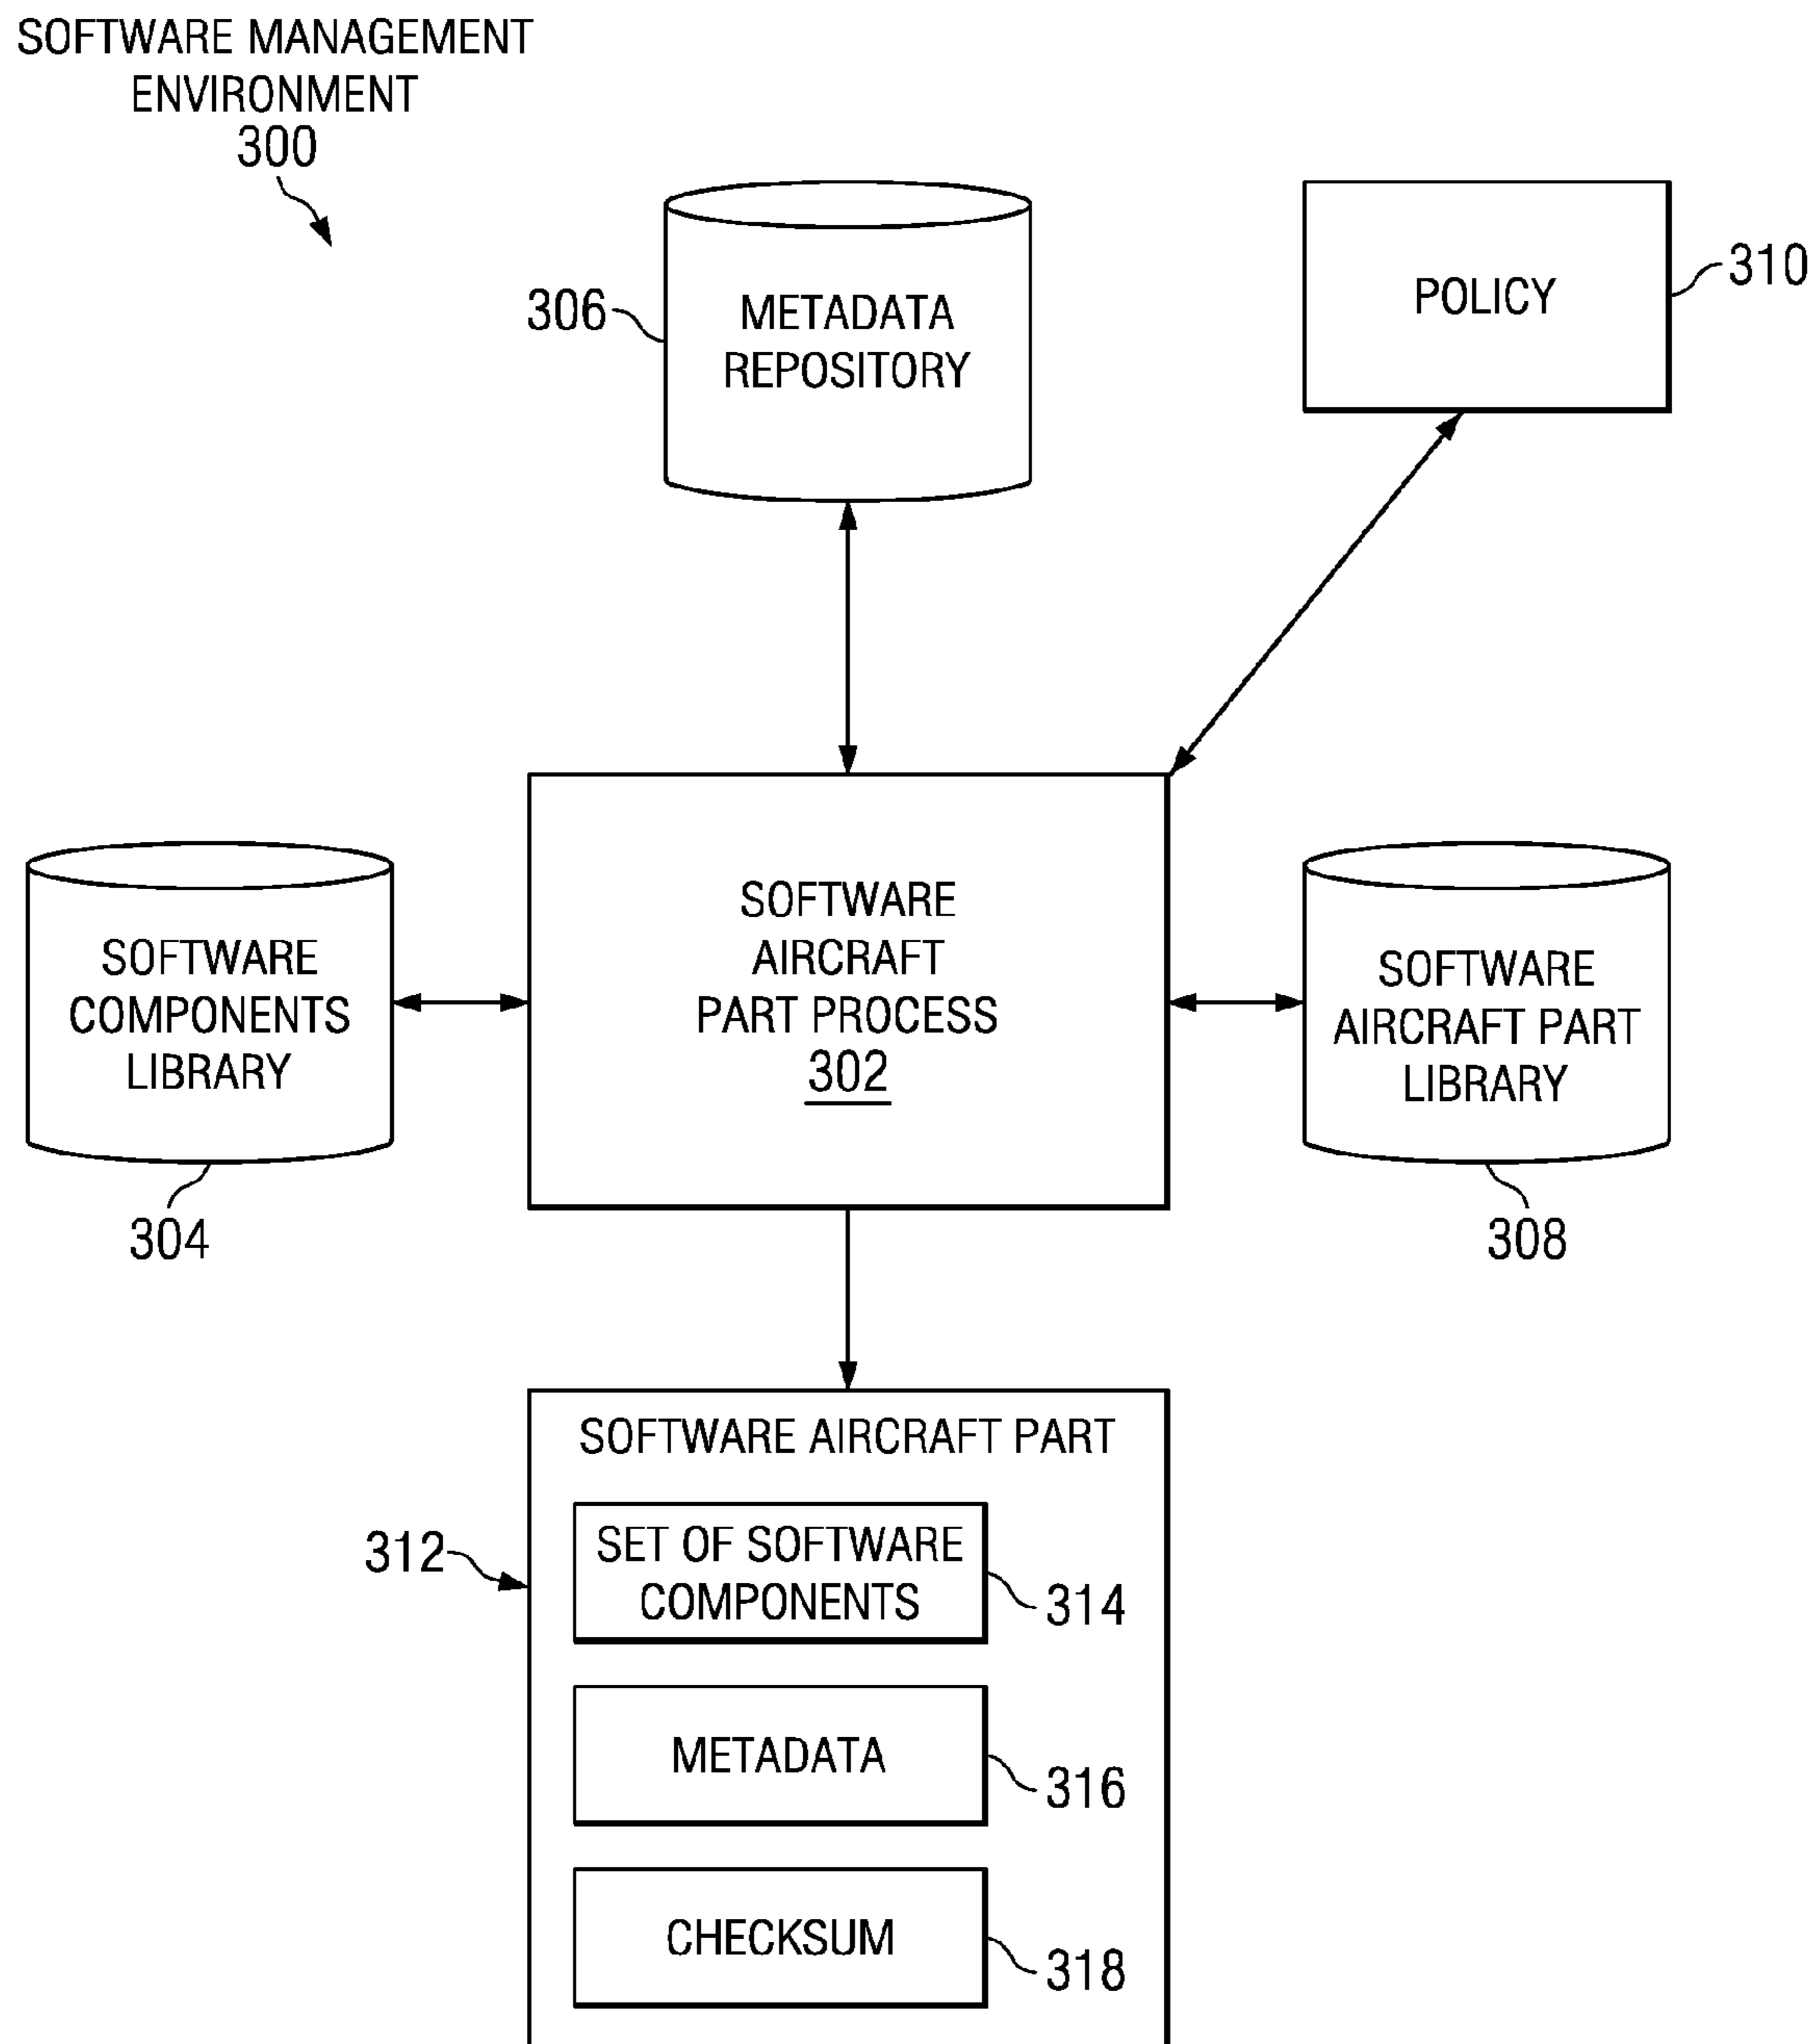 SOFTWARE MANAGEMENT
ENVIRONMENT
300
306
METADATA
REPOSITORY
POLICY
310
SOFTWARE
COMPONENTS
LIBRARY
304
SOFTWARE
AIRCRAFT
PART PROCESS
302
SOFTWARE
AIRCRAFT PART
LIBRARY
308
SOFTWARE AIRCRAFT PART
312
SET OF SOFTWARE
COMPONENTS
314
METADATA
316
CHECKSUM
318